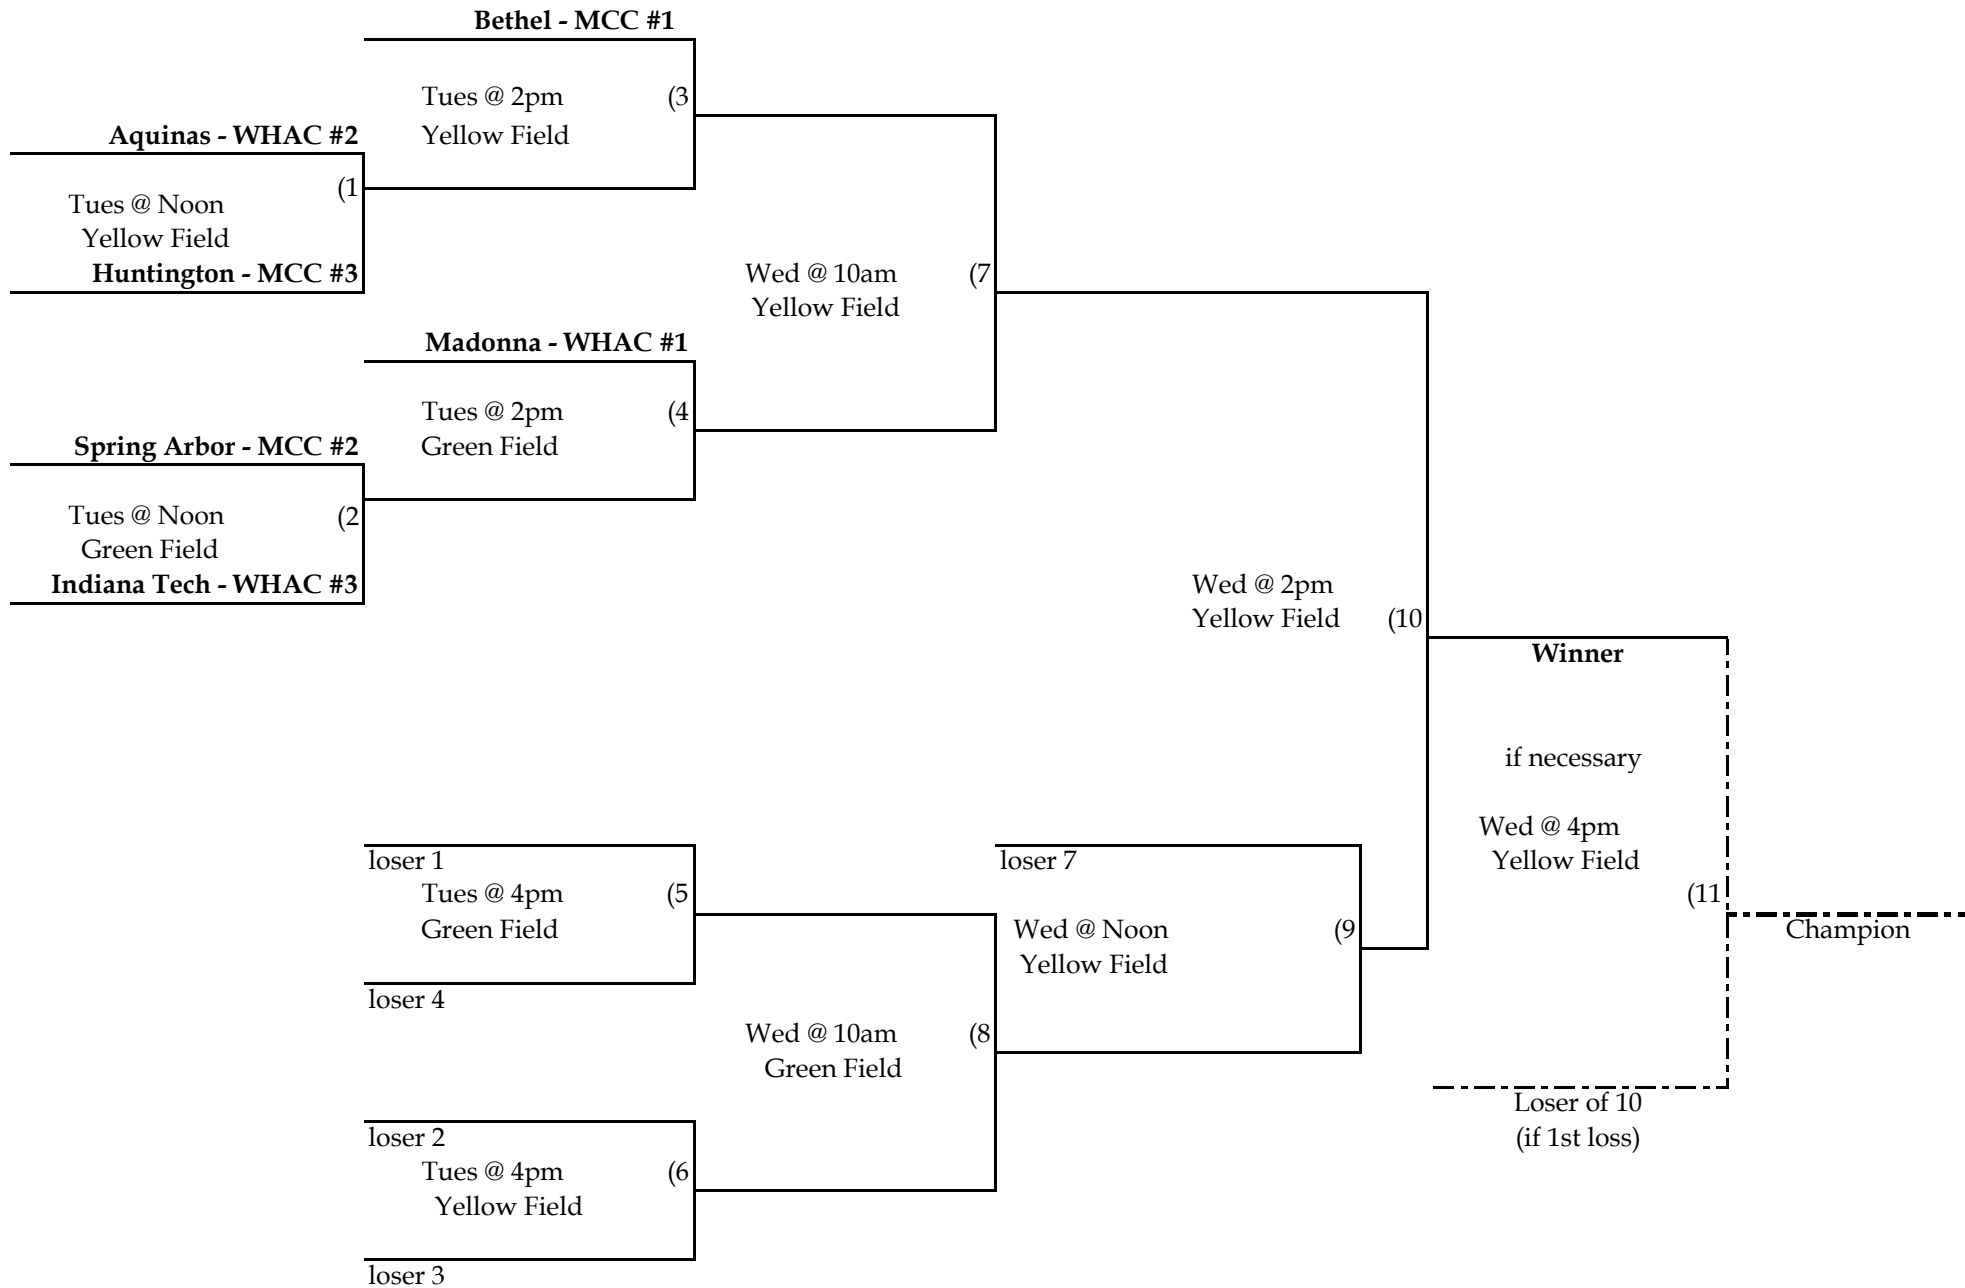 Bethel - MCC #1
Tues @ 2pm (3
Yellow Field
Aquinas - WHAC #2
(1
Tues @ Noon
Yellow Field
Huntington - MCC #3
Wed @ 10am (7
Yellow Field
Madonna - WHAC #1
Tues @ 2pm (4
Green Field
Spring Arbor - MCC #2
Tues @ Noon (2
Green Field
Indiana Tech - WHAC #3
Wed @ 2pm
Yellow Field (10
Winner
if necessary
Wed @ 4pm
Yellow Field
(11
Champion
loser 1
Tues @ 4pm (5
Green Field
loser 4
loser 7
Wed @ Noon (9
Yellow Field
Wed @ 10am (8
Green Field
Loser of 10
(if 1st loss)
loser 2
Tues @ 4pm (6
Yellow Field
loser 3